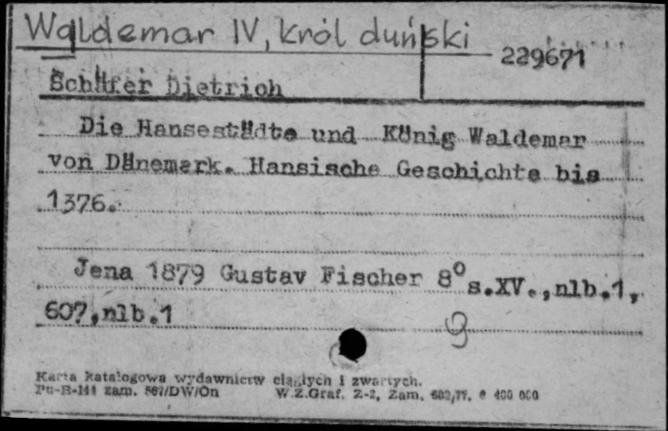 Waldemar IV, król duński
229671
Schäfer Dietrich
Die Hansestädte und König Waldemar
von Dänemark. Hansische Geschichte bis
1376.
Jena 1879 Gustav Fischer 8° s.XV.,nlb.1,
607,nlb.1
9
Karta katalogowa wydawnictw ciągłych i zwartych.
Pu-B-141 zam. 567/DW/On W.Z.Graf. Z-2, Zam. 400 000